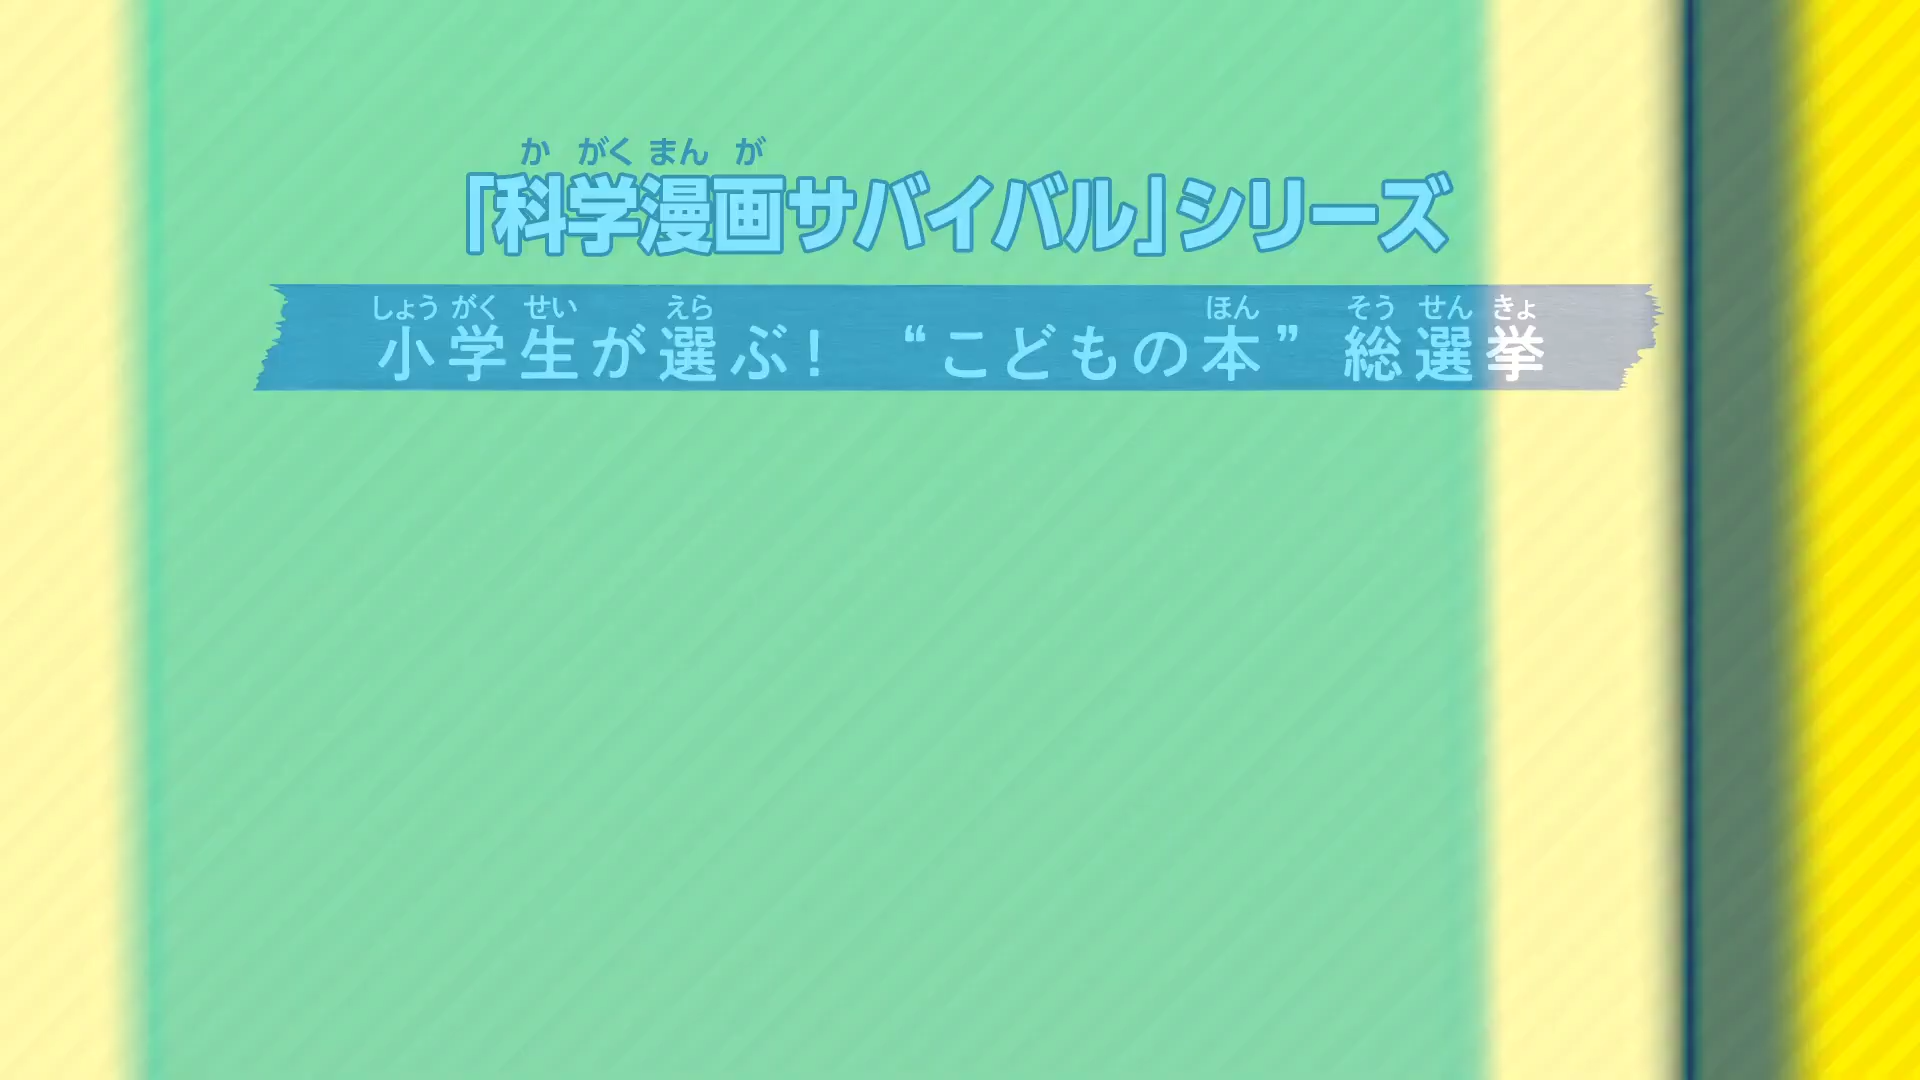 か がく まん が
「科学漫画サバイバル」シリーズ
しょう がく せい えら ほん そう せん きょ
小学生が選ぶ！ “こどもの本” 総選挙